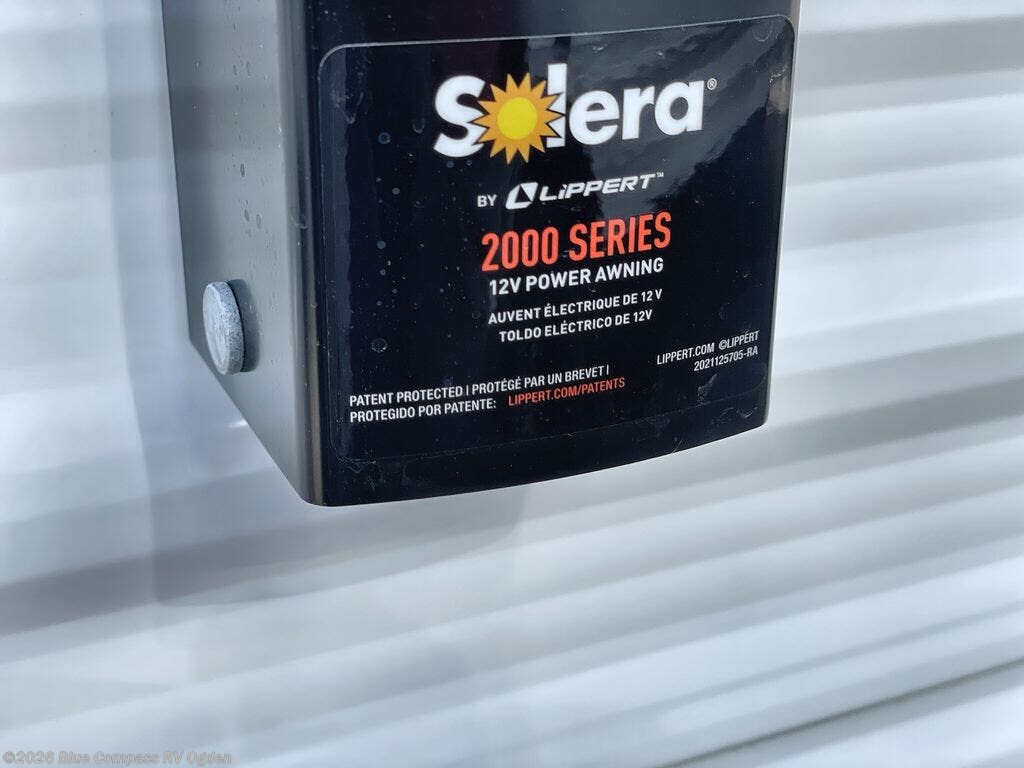 Solera®
BY LiPPERT™
2000 SERIES
12V POWER AWNING
AUVENT ÉLECTRIQUE DE 12 V
TOLDO ELÉCTRICO DE 12V
LIPPERT.COM ©LIPPERT
2021125705-RA
PATENT PROTECTED | PROTÉGÉ PAR UN BREVET |
PROTEGIDO POR PATENTE: LIPPERT.COM/PATENTS
©2026 Blue Compass RV Ogden